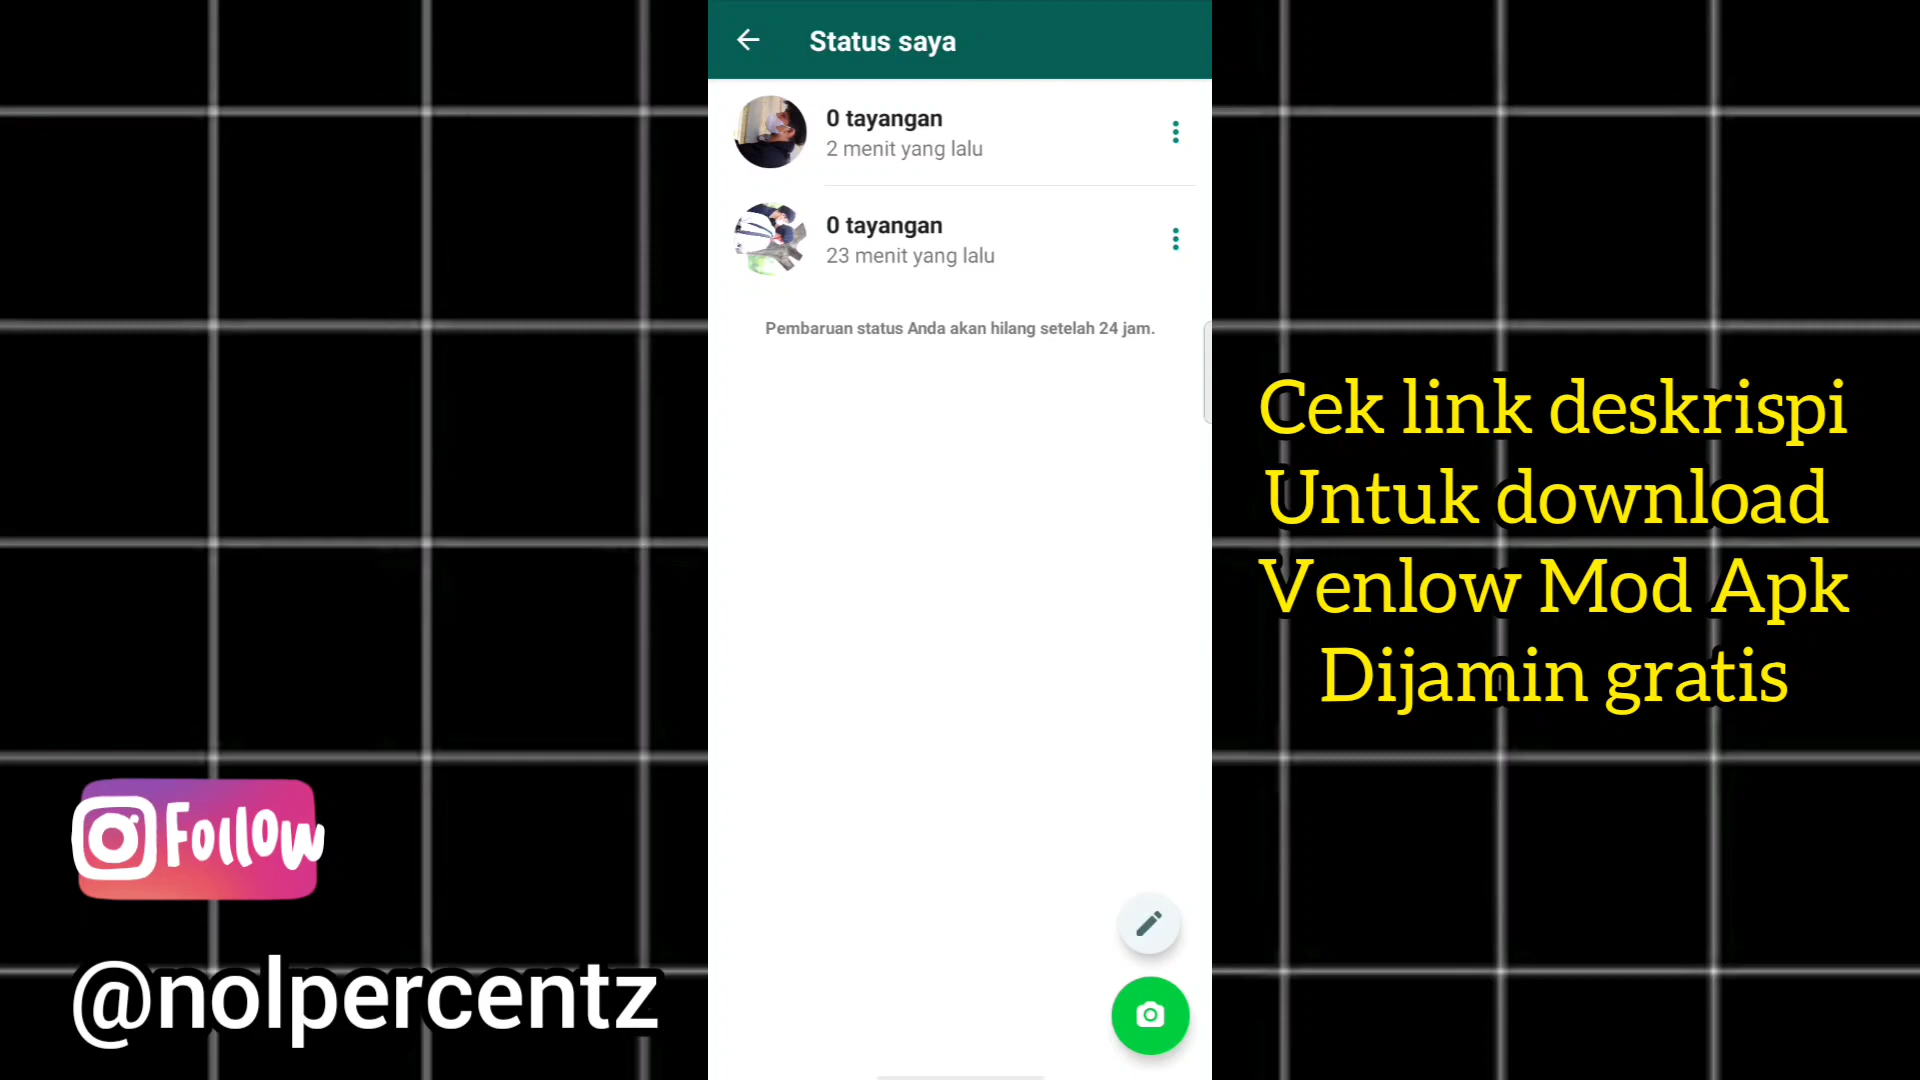 Status saya
0 tayangan
2 menit yang lalu
0 tayangan
23 menit yang lalu
Pembaruan status Anda akan hilang setelah 24 jam.
Cek link deskrispi
Untuk download
Venlow Mod Apk
Dijamin gratis
Follow
@nolpercentz